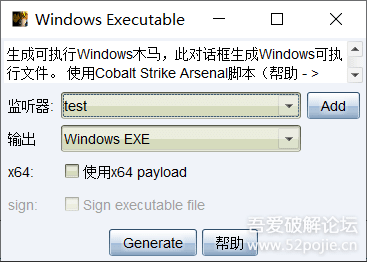 Windows Executable
生成可执行Windows木马，此对话框生成Windows可执
行文件。 使用Cobalt Strike Arsenal脚本（帮助 - >
监听器: test Add
输出 Windows EXE
x64: 使用x64 payload
sign: Sign executable file
Generate 帮助
吾爱破解论坛
www.52pojie.cn